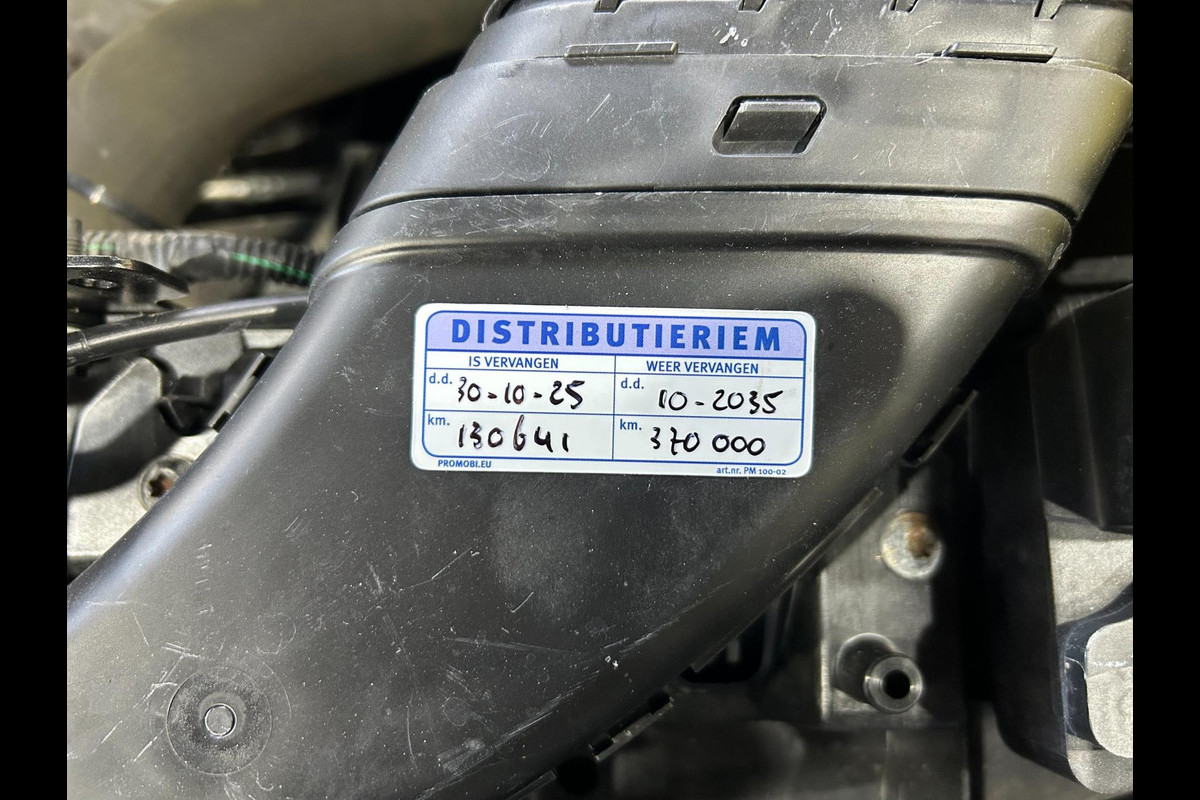 DISTRIBUTIERIEM
IS VERVANGEN
WEER VERVANGEN
d.d. 30-10-25
d.d. 10-2035
km. 130641
km. 370 000
PROMOBI.EU
art.nr. PM 100-02